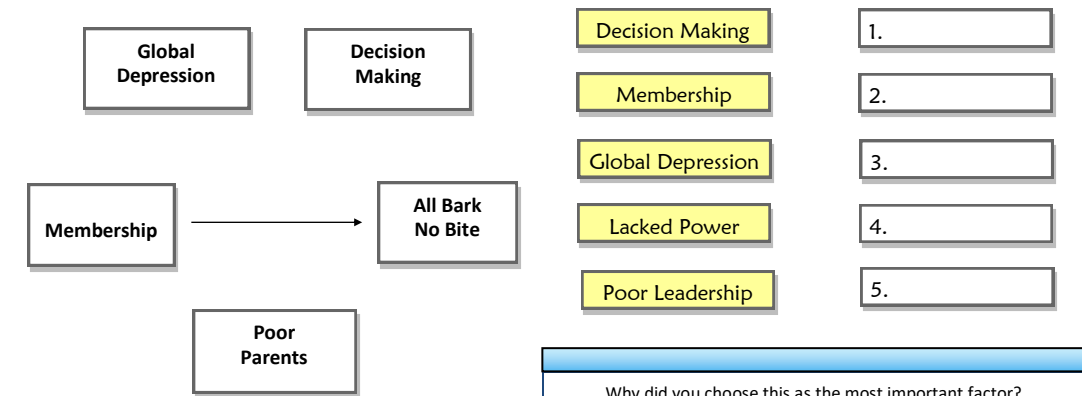 Global
Depression
Decision
Making
Membership
All Bark
No Bite
Poor
Parents
Decision Making
1.
Membership
2.
Global Depression
3.
Lacked Power
4.
Poor Leadership
5.
Why did you choose this as the most important factor?